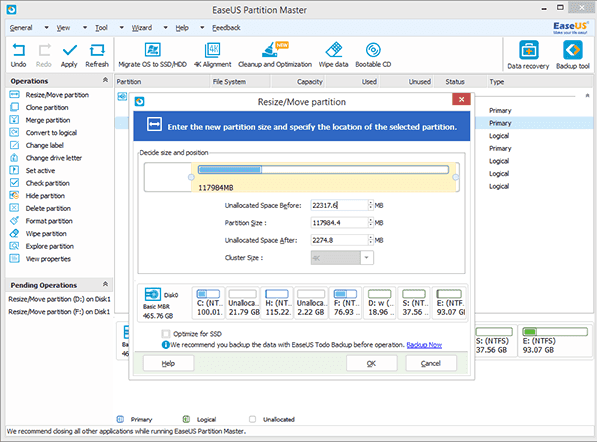 EaseUS Partition Master
General View Tool Wizard Help Feedback
EaseUS
Make your life easy!
Undo Redo Apply Refresh Migrate OS to SSD/HDD 4K Alignment Cleanup and Optimization Wipe data Bootable CD Data recovery Backup tool
NEW
Operations
Partition File System Capacity Used Unused Status Type
Resize/Move partition
Clone partition
Merge partition
Convert to logical
Change label
Change drive letter
Set active
Check partition
Hide partition
Delete partition
Format partition
Wipe partition
Explore partition
View properties
Pending Operations
Resize/Move partition (D:) on Disk1
Resize/Move partition (F:) on Disk1
Primary
Primary
Logical
Primary
Logical
Logical
Logical
Resize/Move partition
Enter the new partition size and specify the location of the selected partition.
Decide size and position
117984MB
Unallocated Space Before: 22317.6 MB
Partition Size : 117984.4 MB
Unallocated Space After: 2274.8 MB
Cluster Size : 4K
Disk0
Basic MBR
465.76 GB
C: (NT...
100.01...
Unalloca...
21.79 GB
H: (NTF...
115.22...
Unalloca...
2.22 GB
F: (NTF...
76.93 ...
D: w (...
18.96 ...
S: (NT...
37.56 ...
E: (NTF...
93.07 G...
Optimize for SSD
We recommend you backup the data with EaseUS Todo Backup before operation. Backup Now
Help OK Cancel
S: (NTFS)
37.56 GB
E: (NTFS)
93.07 GB
Primary Logical Unallocated
We recommend closing all other applications while running EaseUS Partition Master.